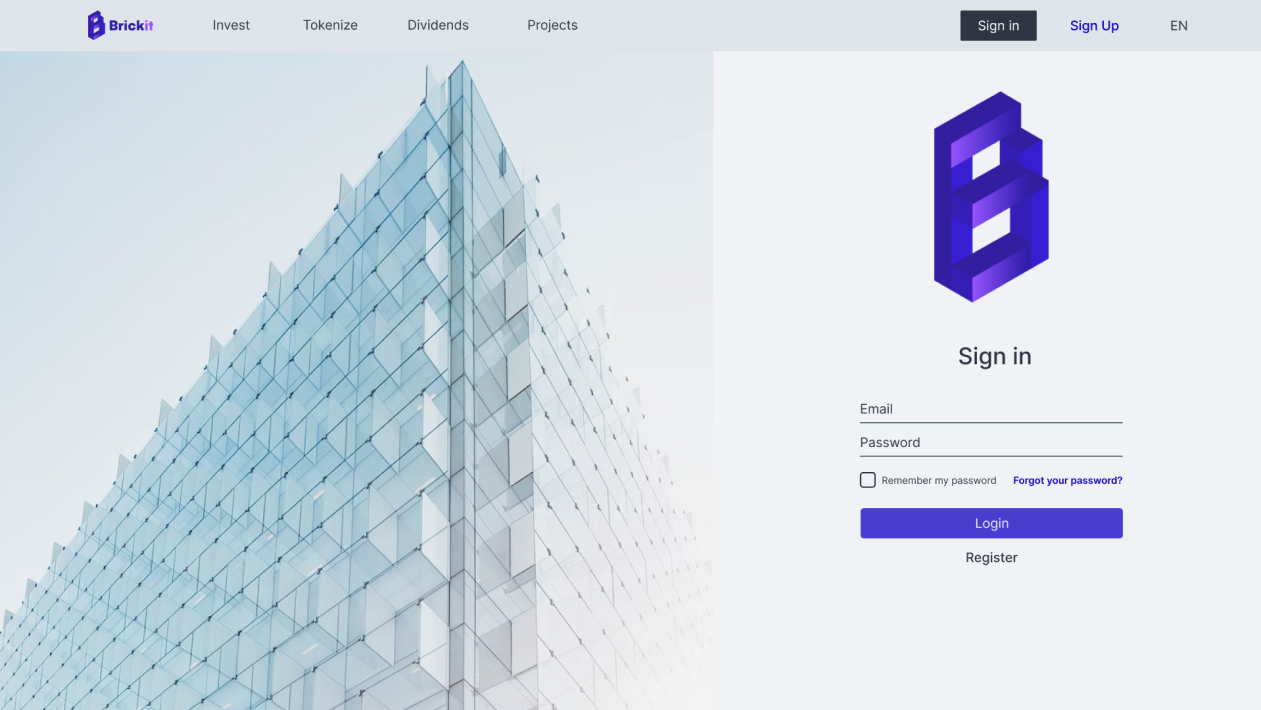 Brickit Invest Tokenize Dividends Projects Sign in Sign Up EN
Sign in
Email
Password
Remember my password Forgot your password?
Login
Register